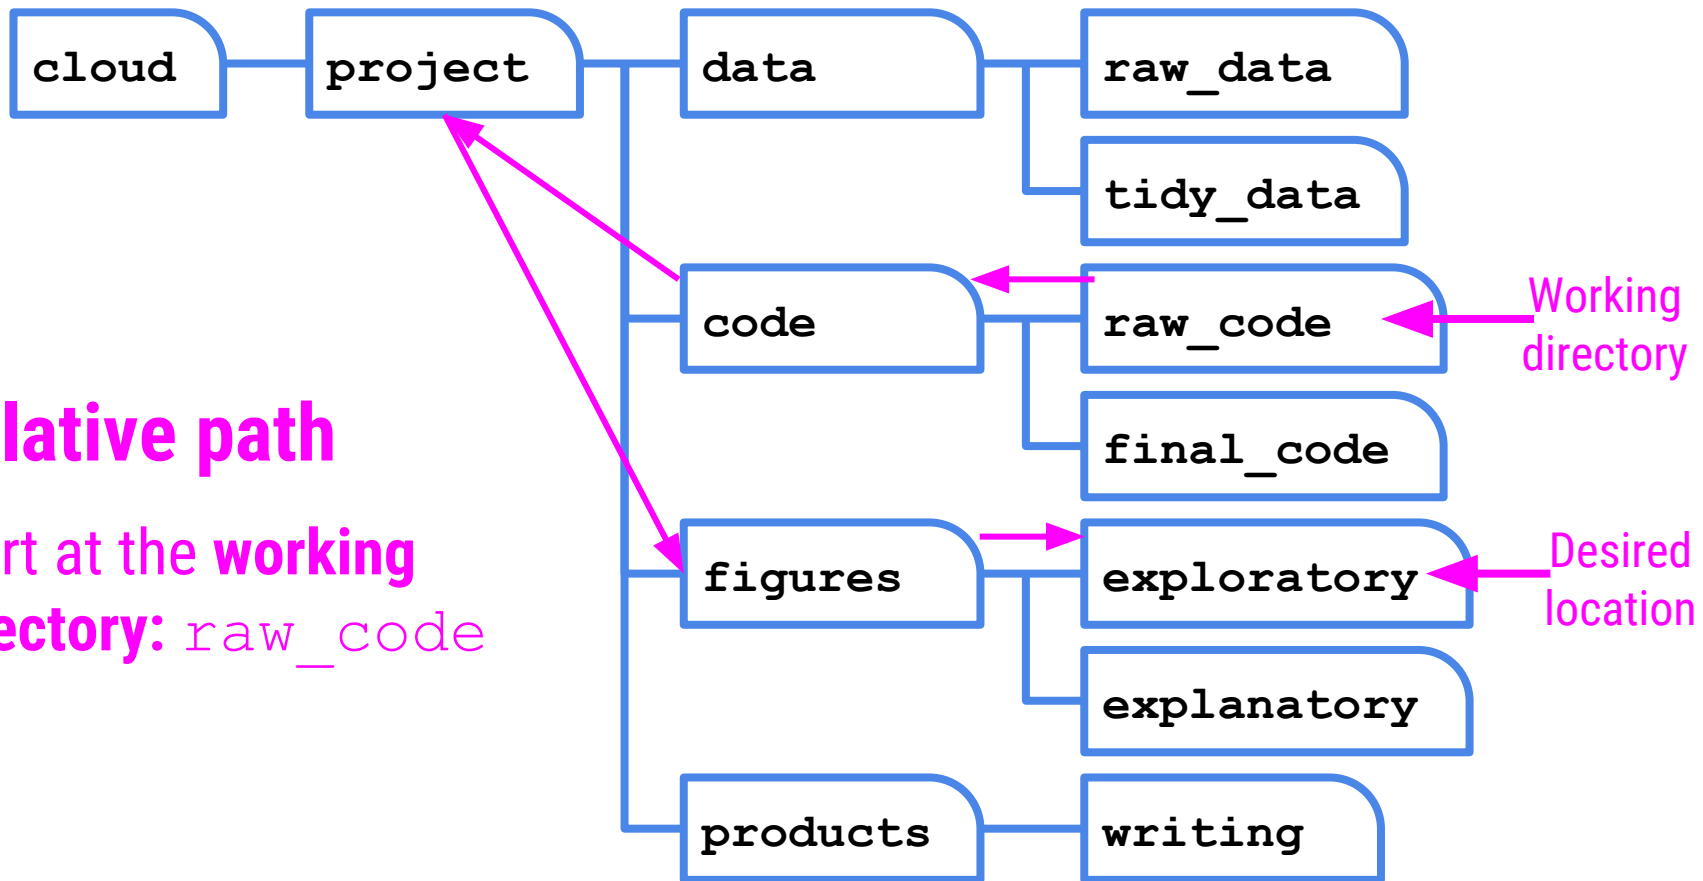 cloud
project
data
raw_data
tidy_data
code
raw_code
Working
directory
final_code
lative path
rt at the working
ectory: raw_code
figures
exploratory
Desired
location
explanatory
products
writing